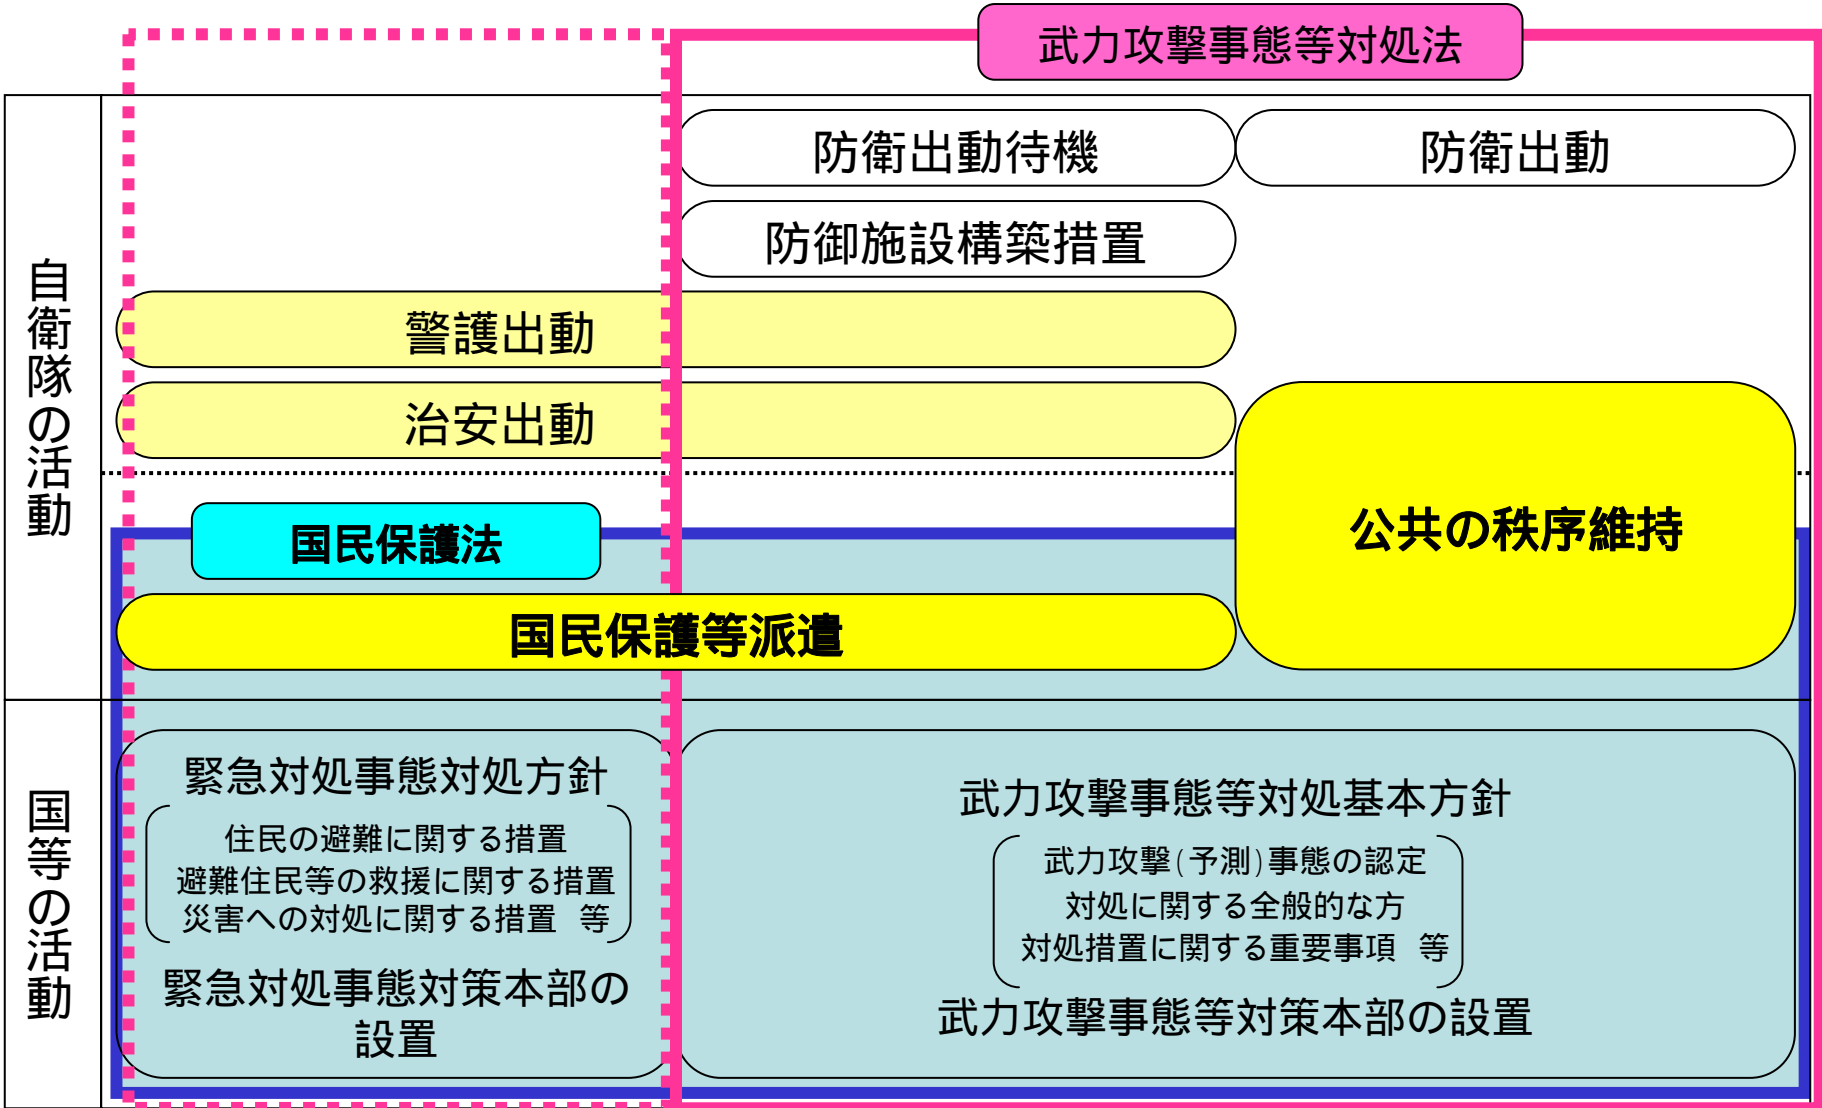 武力攻撃事態等対処法
自衛隊の活動
防衛出動待機
防衛出動
防御施設構築措置
警護出動
治安出動
公共の秩序維持
国民保護法
国民保護等派遣
国等の活動
緊急対処事態対処方針
住民の避難に関する措置
避難住民等の救援に関する措置
災害への対処に関する措置 等
緊急対処事態対策本部の
設置
武力攻撃事態等対処基本方針
武力攻撃(予測)事態の認定
対処に関する全般的な方
対処措置に関する重要事項 等
武力攻撃事態等対策本部の設置